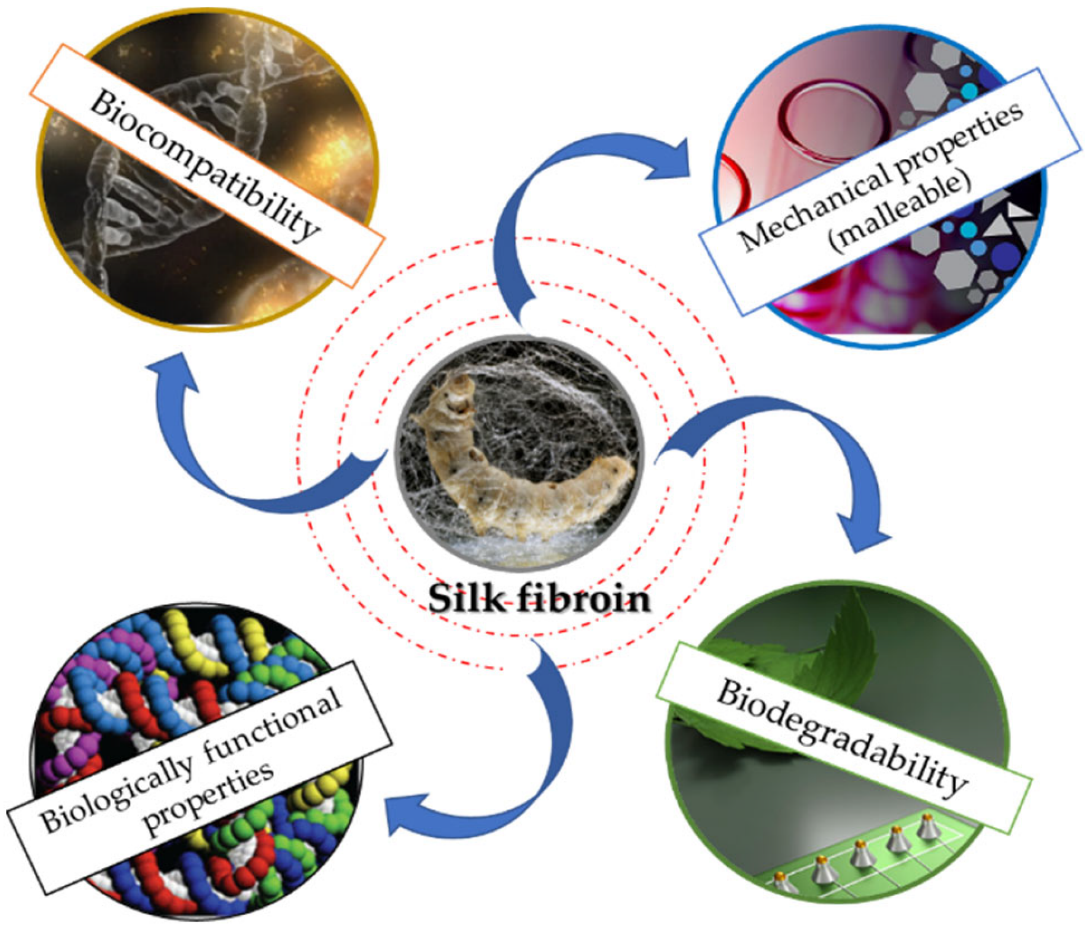 Biocompatibility
Mechanical properties
(malleable)
Silk fibroin
Biologically functional
properties
Biodegradability